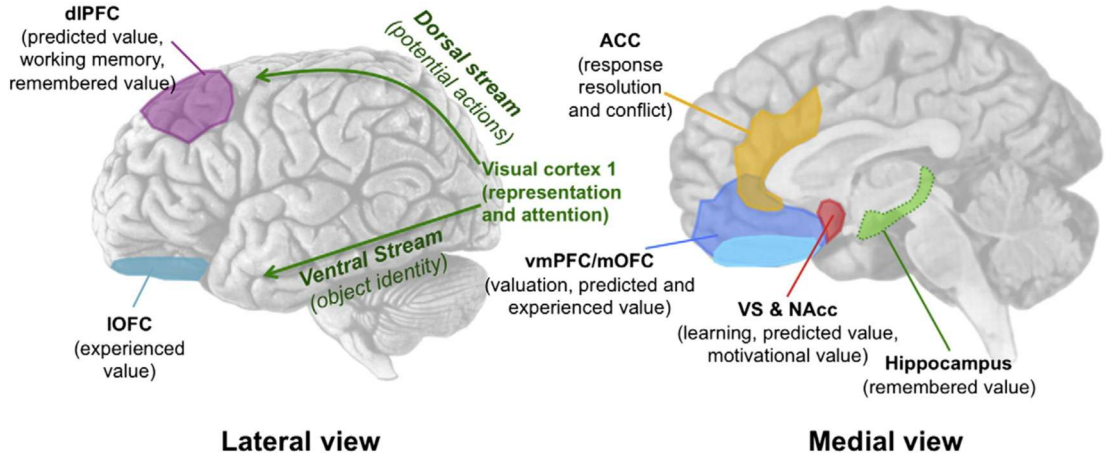 dlPFC
(predicted value,
working memory,
remembered value)
Dorsal stream
(potential actions)
Visual cortex 1
(representation
and attention)
Ventral Stream
(object identity)
lOFC
(experienced
value)
Lateral view
ACC
(response
resolution
and conflict)
vmPFC/mOFC
(valuation, predicted and
experienced value)
VS & NAcc
(learning, predicted value,
motivational value)
Hippocampus
(remembered value)
Medial view